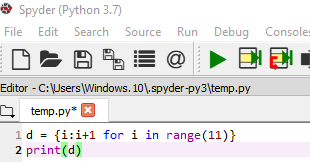 Spyder (Python 3.7)
File Edit Search Source Run Debug Consoles
Editor - C:\Users\Windows.10\.spyder-py3\temp.py
temp.py*
1 d = {i:i+1 for i in range(11)}
2 print(d)